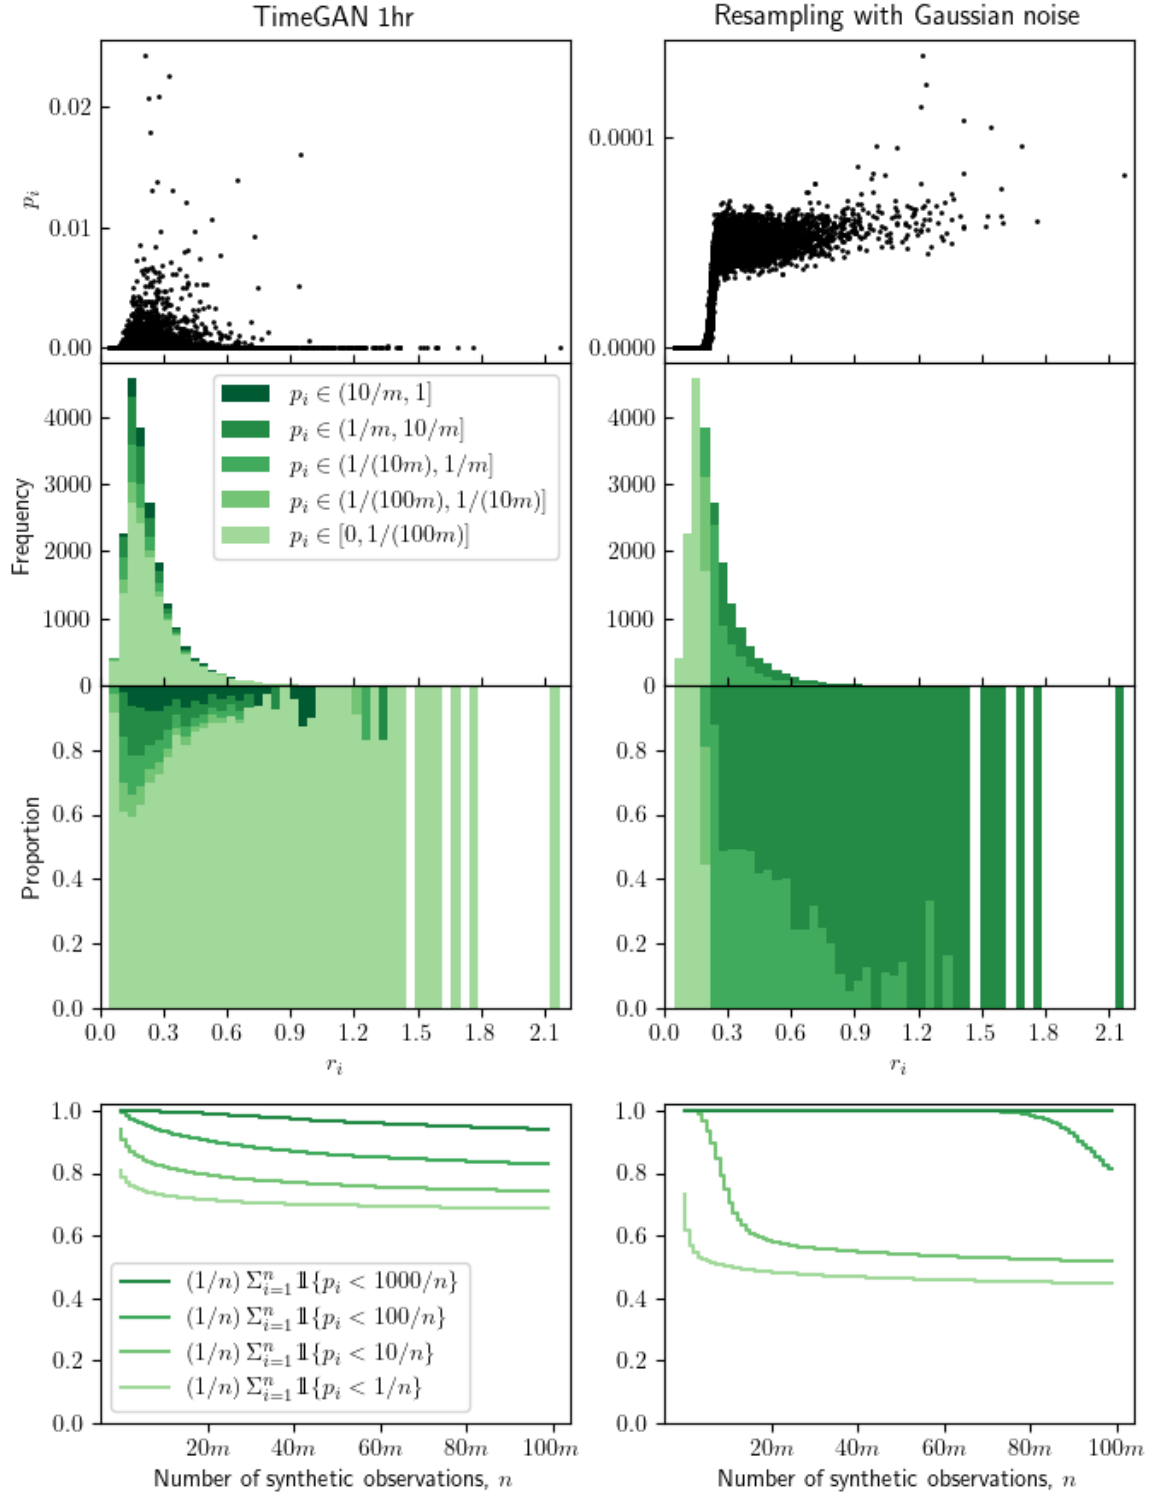 TimeGAN 1hr
Resampling with Gaussian noise
0.02
0.01
0.00
p_i
0.0001
0.0000
4000
3000
2000
1000
0
Frequency
p_i ∈ (10/m, 1]
p_i ∈ (1/m, 10/m]
p_i ∈ (1/(10m), 1/m]
p_i ∈ (1/(100m), 1/(10m)]
p_i ∈ [0, 1/(100m)]
4000
3000
2000
1000
0
0.8
0.6
0.4
0.2
0.0
Proportion
0.0 0.3 0.6 0.9 1.2 1.5 1.8 2.1
r_i
0.8
0.6
0.4
0.2
0.0
0.0 0.3 0.6 0.9 1.2 1.5 1.8 2.1
r_i
1.0
0.8
0.6
0.4
0.2
0.0
(1/n) Σ_{i=1}^n 𝟙{p_i < 1000/n}
(1/n) Σ_{i=1}^n 𝟙{p_i < 100/n}
(1/n) Σ_{i=1}^n 𝟙{p_i < 10/n}
(1/n) Σ_{i=1}^n 𝟙{p_i < 1/n}
20m 40m 60m 80m 100m
Number of synthetic observations, n
1.0
0.8
0.6
0.4
0.2
0.0
20m 40m 60m 80m 100m
Number of synthetic observations, n